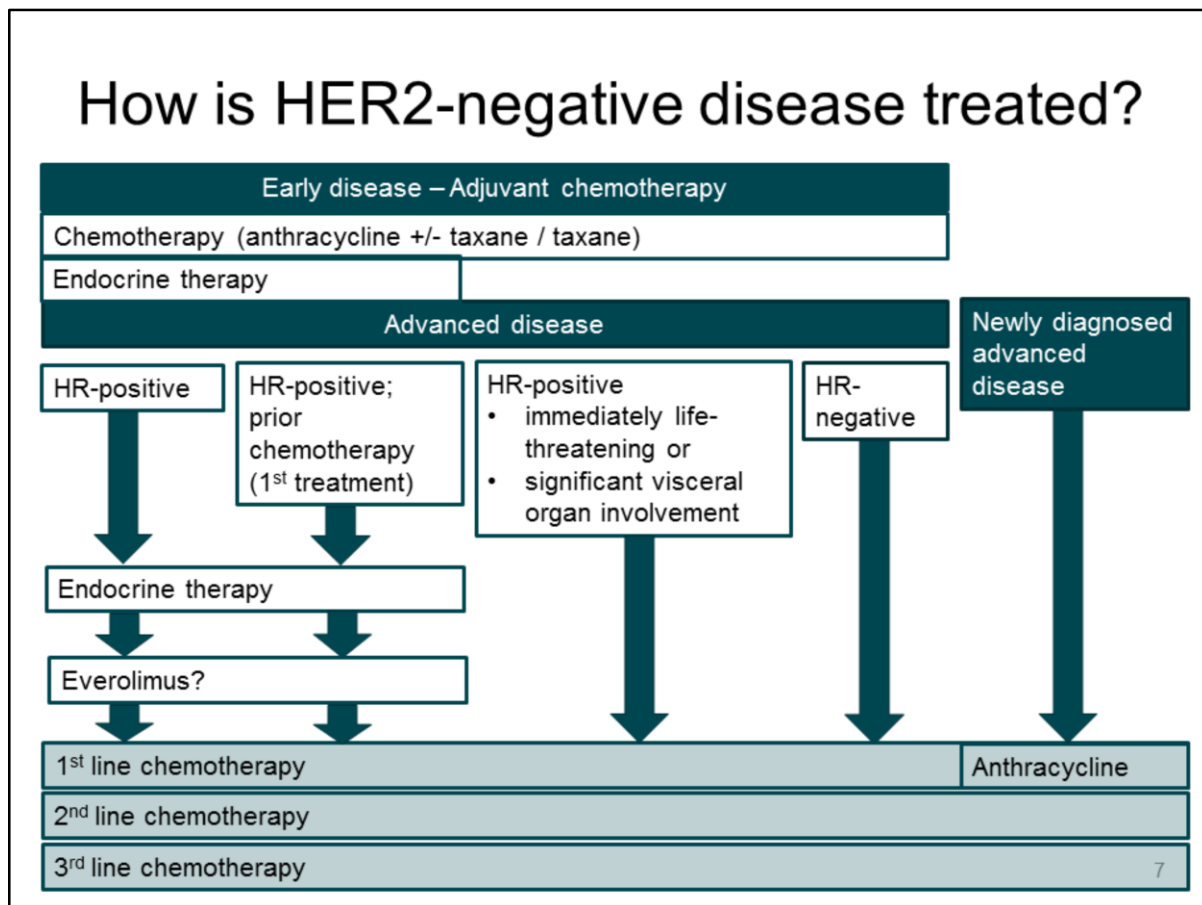 How is HER2-negative disease treated?
Early disease – Adjuvant chemotherapy
Chemotherapy (anthracycline +/- taxane / taxane)
Endocrine therapy
Advanced disease
Newly diagnosed
advanced
disease
HR-positive
HR-positive;
prior
chemotherapy
(1st treatment)
HR-positive
• immediately life-
threatening or
• significant visceral
organ involvement
HR-
negative
Endocrine therapy
Everolimus?
1st line chemotherapy
Anthracycline
2nd line chemotherapy
3rd line chemotherapy
7